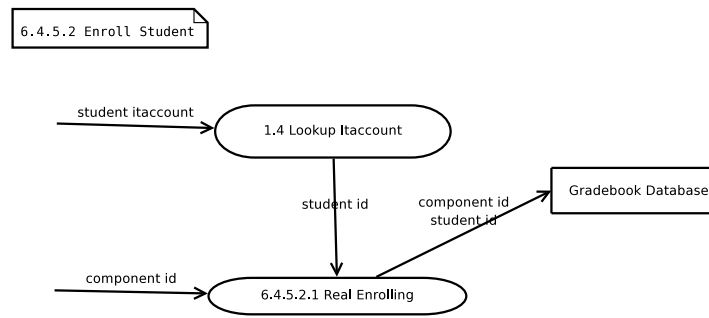 6.4.5.2 Enroll Student
student itaccount
1.4 Lookup Itaccount
Gradebook Database
student id
component id
student id
component id
6.4.5.2.1 Real Enrolling